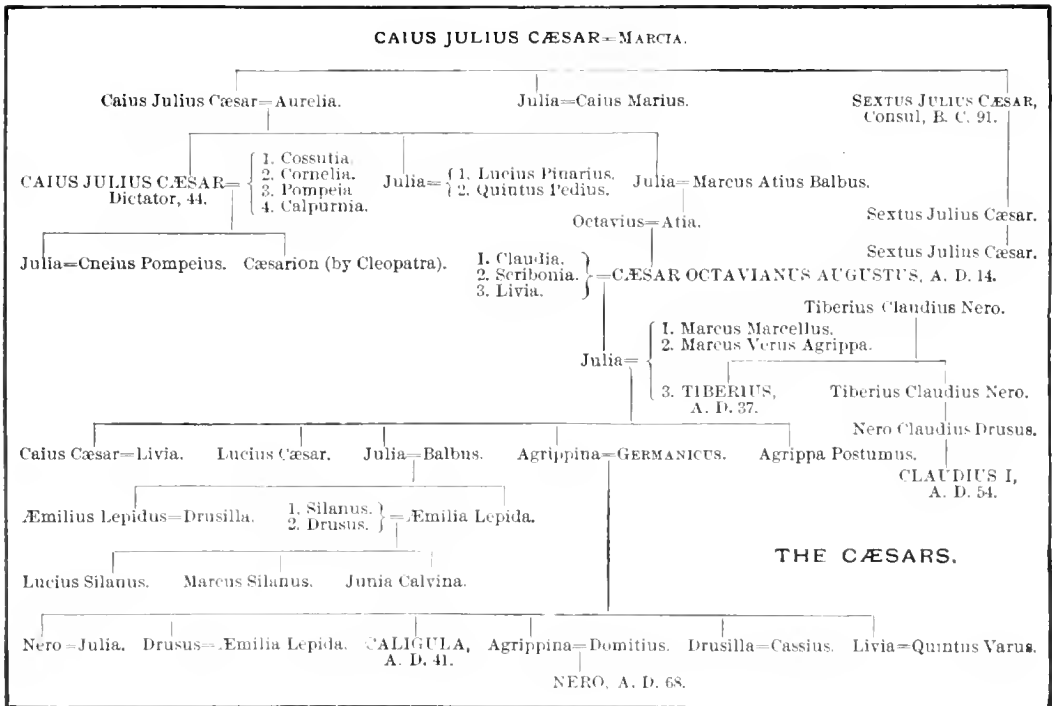 CAIUS JULIUS CÆSAR=MARCIA.
Caius Julius Cæsar=Aurelia.
Julia=Caius Marius.
SEXTUS JULIUS CÆSAR,
Consul, B. C. 91.
CAIUS JULIUS CÆSAR=
Dictator, 44.
1. Cossutia.
2. Cornelia.
3. Pompeia
4. Calpurnia.
Julia=
1. Lucius Pinarius.
2. Quintus Pedius.
Julia=Marcus Atius Balbus.
Octavius=Atia.
Sextus Julius Cæsar.
Sextus Julius Cæsar.
Julia=Cneius Pompeius.
Cæsarion (by Cleopatra).
1. Claudia.
2. Scribonia.
3. Livia.
=CÆSAR OCTAVIANUS AUGUSTUS, A. D. 14.
Tiberius Claudius Nero.
Julia=
1. Marcus Marcellus.
2. Marcus Verus Agrippa.
3. TIBERIUS,
A. D. 37.
Tiberius Claudius Nero.
Nero Claudius Drusus.
CLAUDIUS I,
A. D. 54.
Caius Cæsar=Livia.
Lucius Cæsar.
Julia=Balbus.
Agrippina=GERMANICUS.
Agrippa Postumus.
Æmilius Lepidus=Drusilla.
1. Silanus.
2. Drusus.
=Æmilia Lepida.
Lucius Silanus.
Marcus Silanus.
Junia Calvina.
THE CÆSARS.
Nero=Julia.
Drusus=Æmilia Lepida.
CALIGULA,
A. D. 41.
Agrippina=Domitius.
Drusilla=Cassius.
Livia=Quintus Varus.
NERO, A. D. 68.